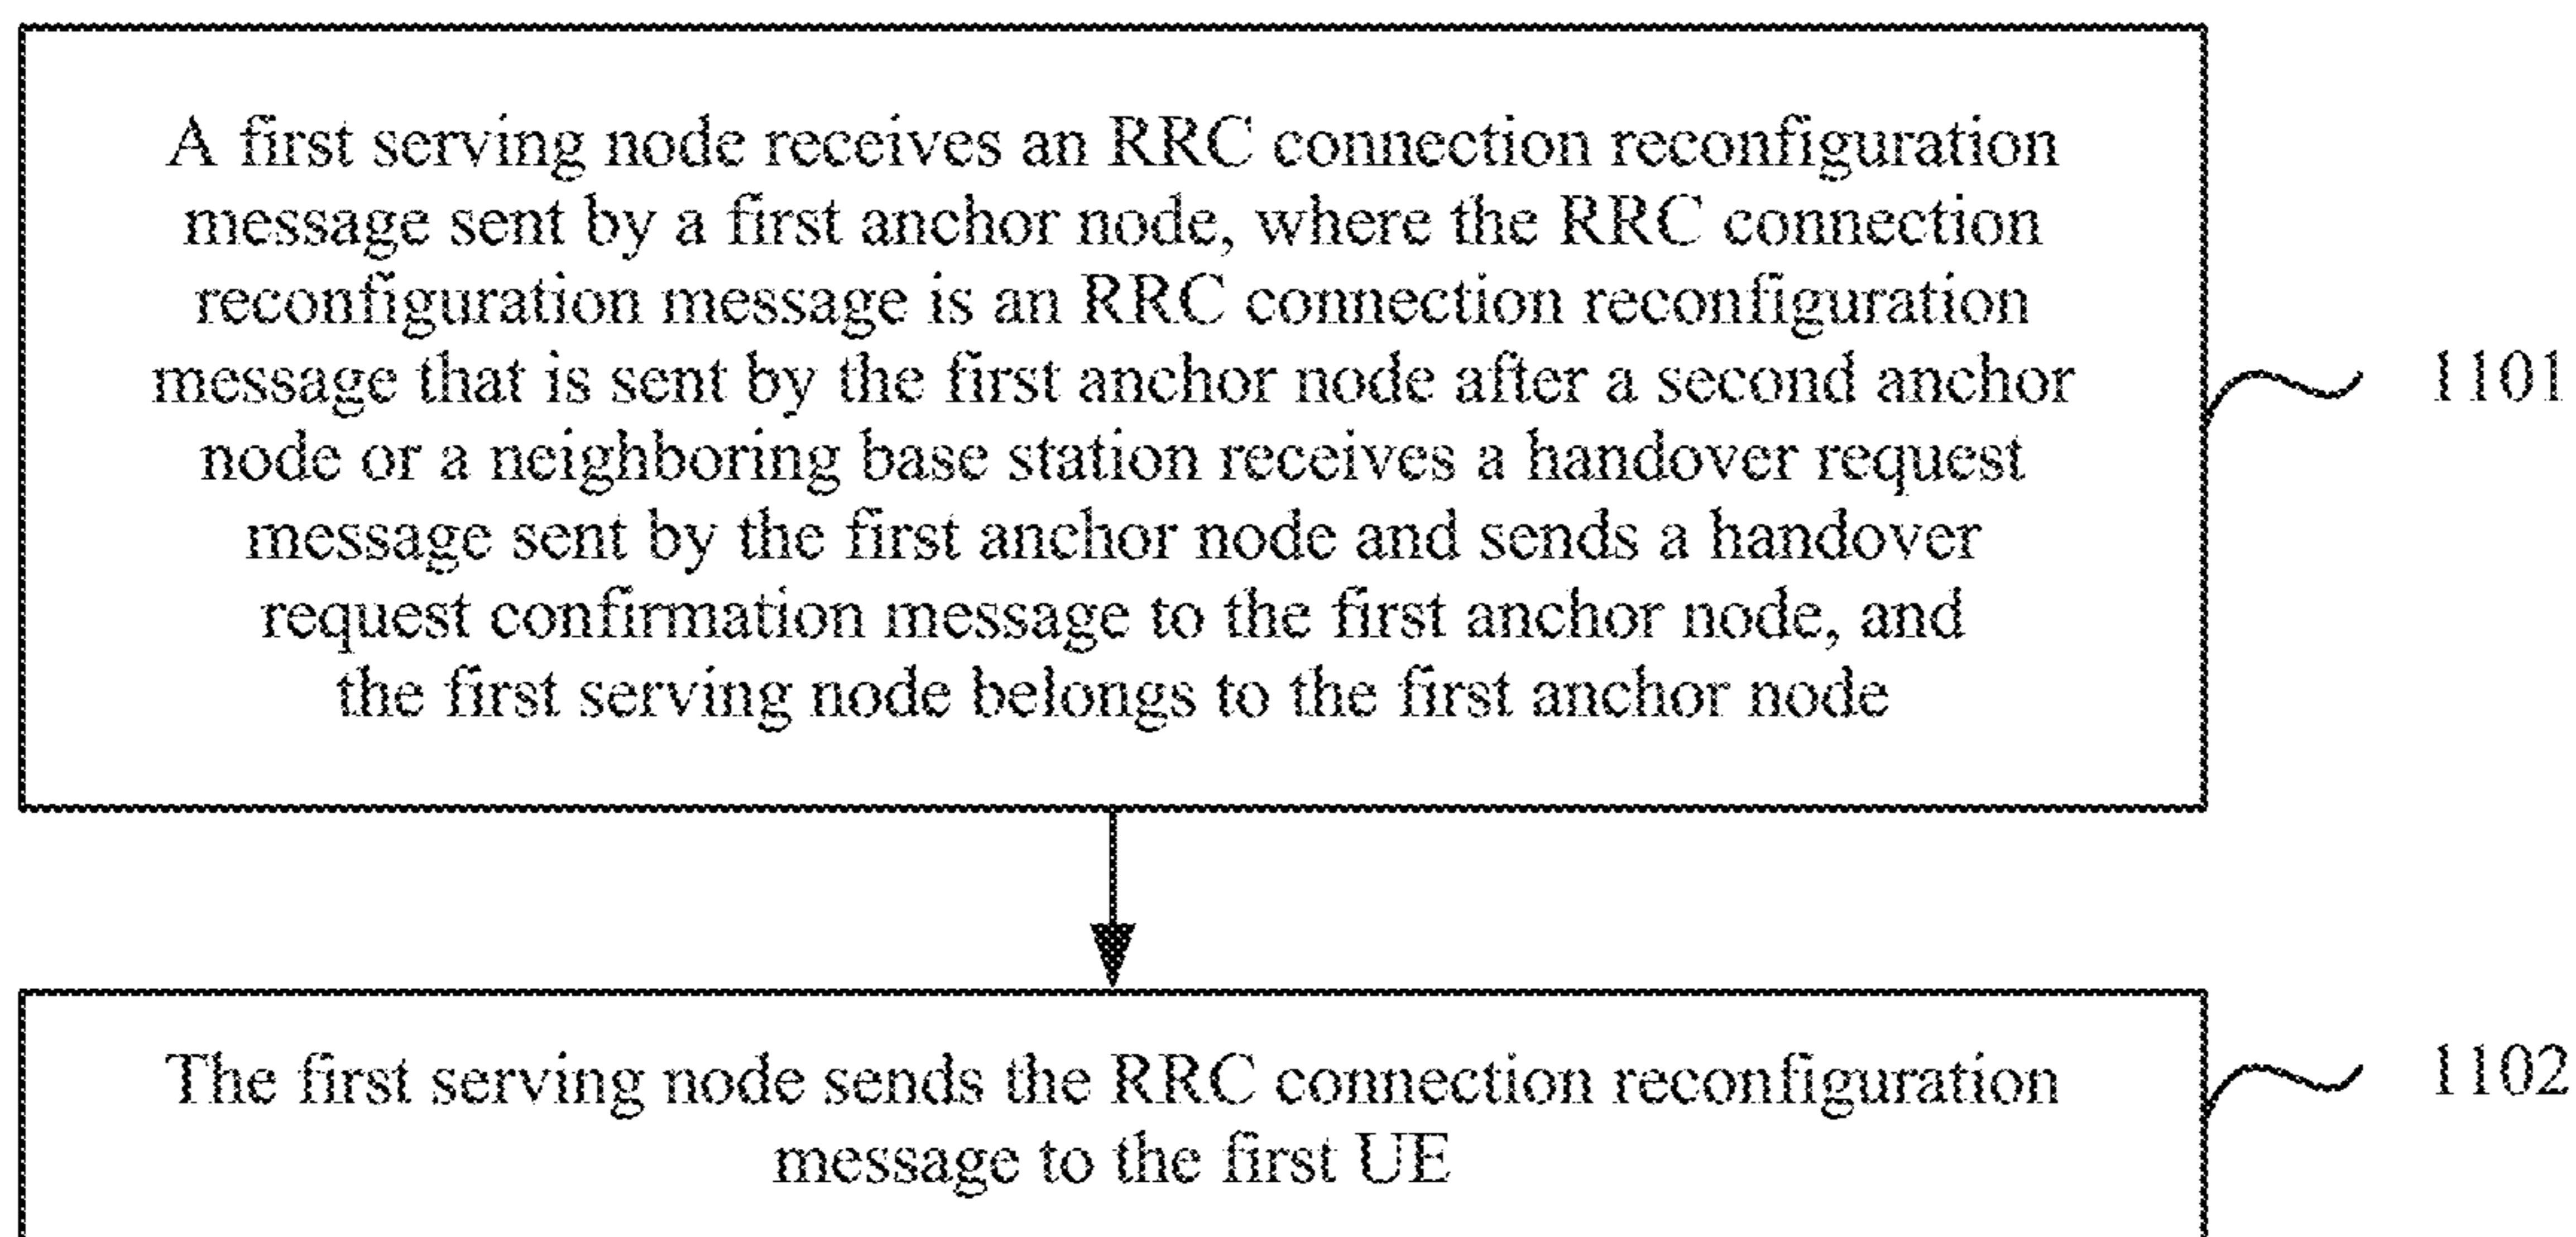 A first serving node receives an RRC connection reconfiguration
message sent by a first anchor node, where the RRC connection
reconfiguration message is an RRC connection reconfiguration
message that is sent by the first anchor node after a second anchor
node or a neighboring base station receives a handover request
message sent by the first anchor node and sends a handover
request confirmation message to the first anchor node, and
the first serving node belongs to the first anchor node
1101
The first serving node sends the RRC connection reconfiguration
message to the first UE
1102